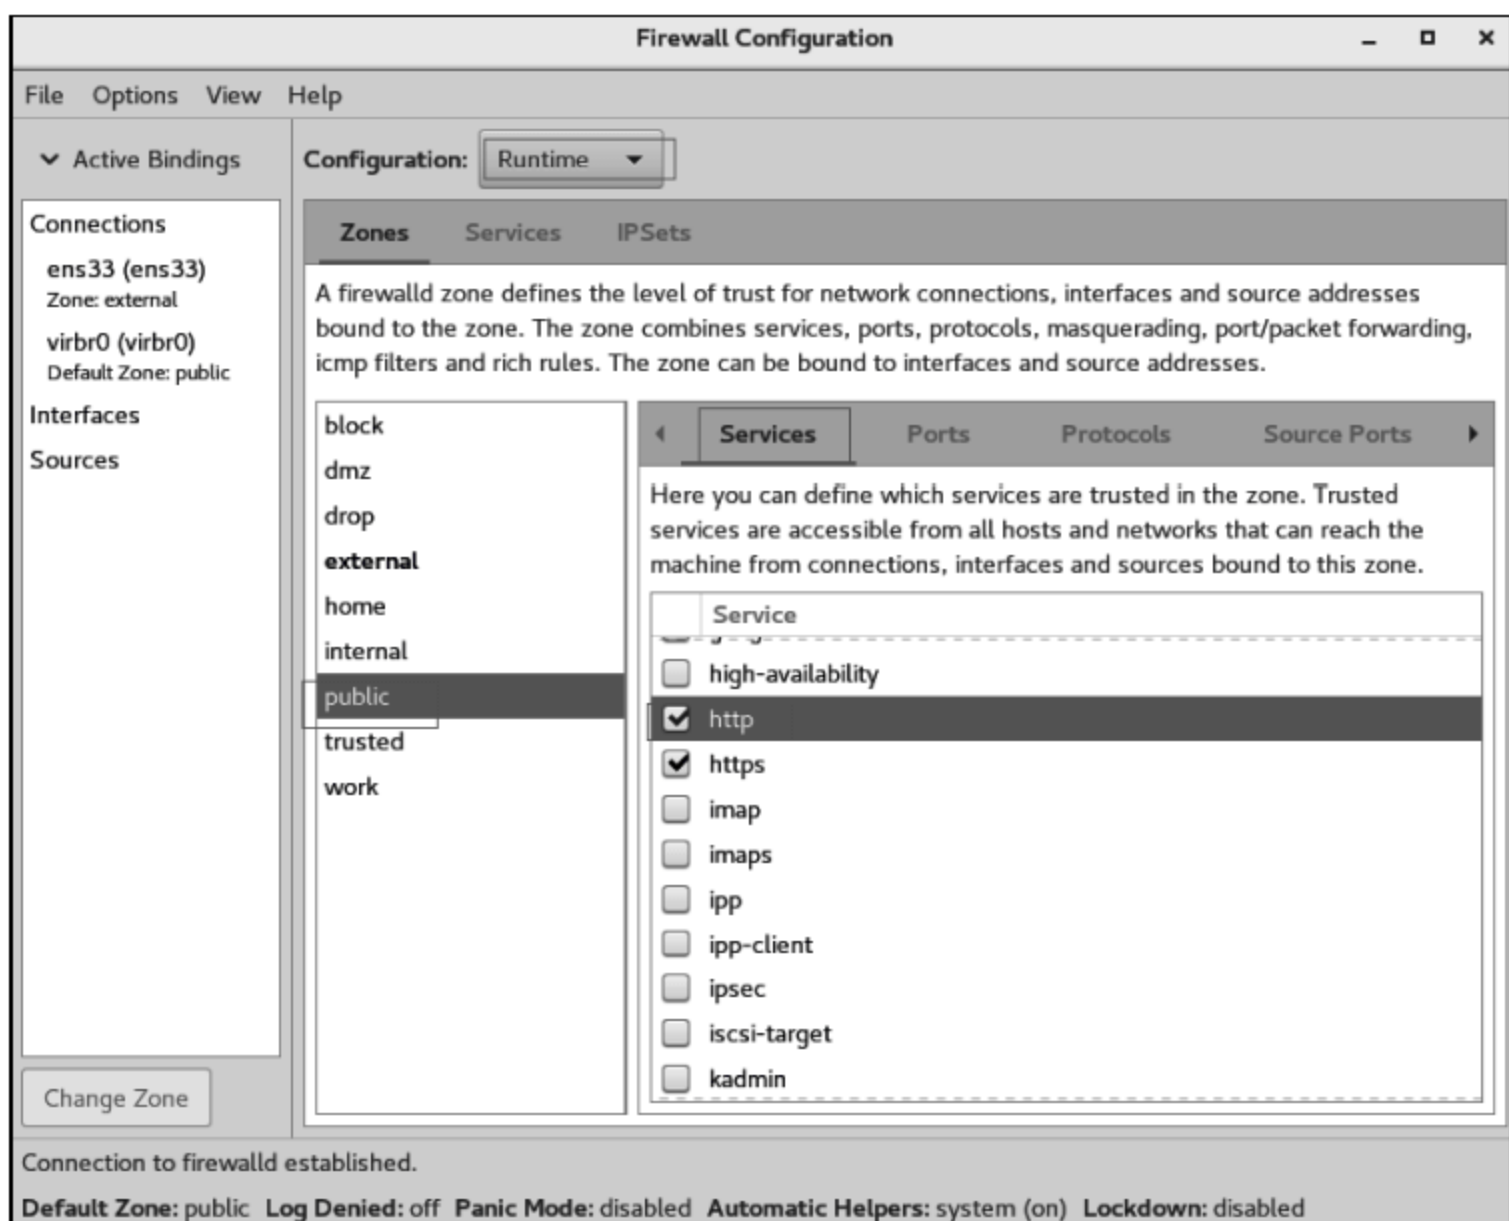 Firewall Configuration
File Options View Help
Active Bindings
Connections
ens33 (ens33)
Zone: external
virbr0 (virbr0)
Default Zone: public
Interfaces
Sources
Change Zone
Configuration: Runtime
Zones Services IPSets
A firewalld zone defines the level of trust for network connections, interfaces and source addresses
bound to the zone. The zone combines services, ports, protocols, masquerading, port/packet forwarding,
icmp filters and rich rules. The zone can be bound to interfaces and source addresses.
block
dmz
drop
external
home
internal
public
trusted
work
Services Ports Protocols Source Ports
Here you can define which services are trusted in the zone. Trusted
services are accessible from all hosts and networks that can reach the
machine from connections, interfaces and sources bound to this zone.
Service
high-availability
http
https
imap
imaps
ipp
ipp-client
ipsec
iscsi-target
kadmin
Connection to firewalld established.
Default Zone: public Log Denied: off Panic Mode: disabled Automatic Helpers: system (on) Lockdown: disabled